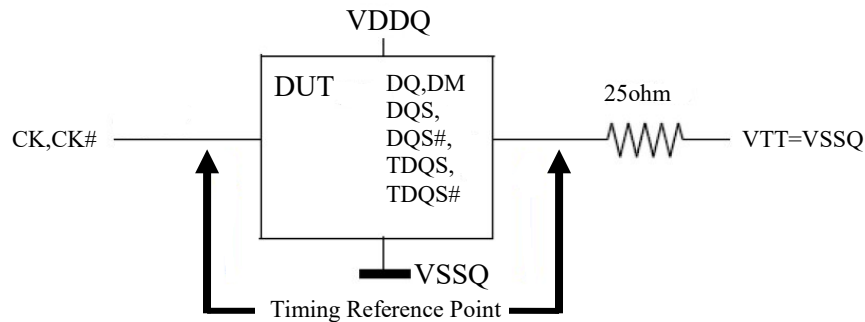 VDDQ
DUT
DQ,DM
DQS,
DQS#,
TDQS,
TDQS#
25ohm
CK,CK#
VTT=VSSQ
VSSQ
Timing Reference Point